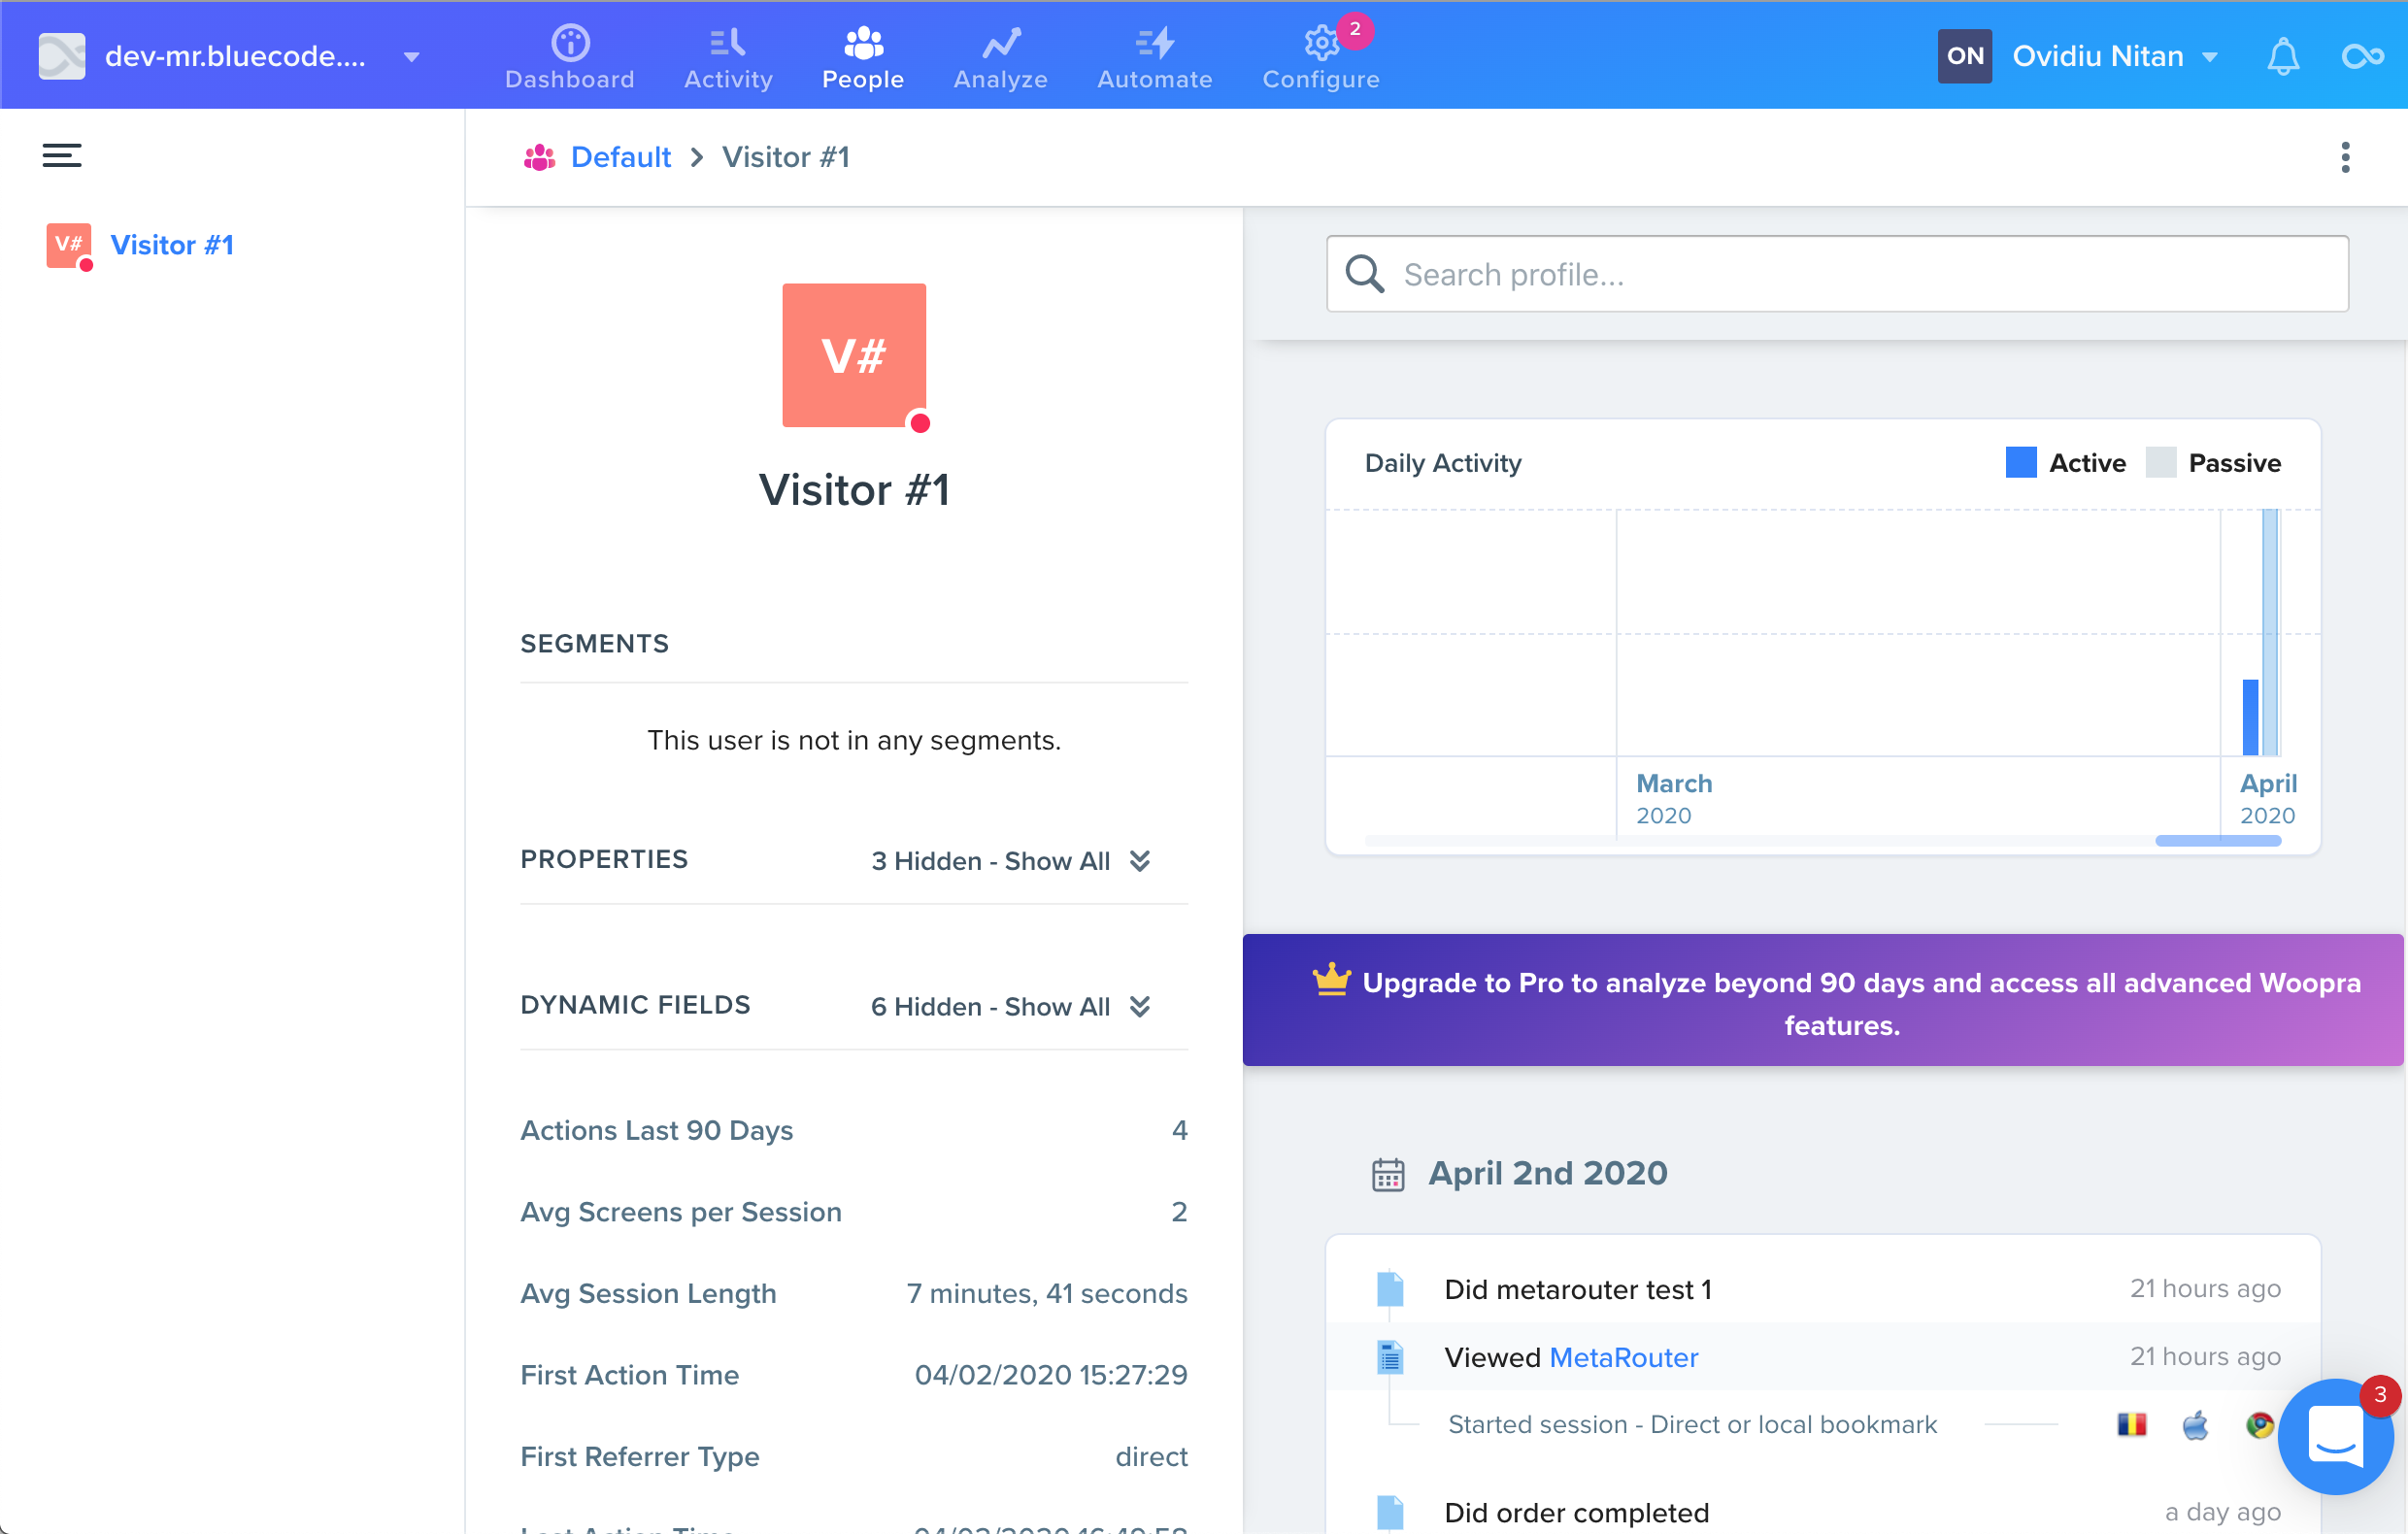 dev-mr.bluecode....
Dashboard
Activity
People
Analyze
Automate
Configure
2
ON
Ovidiu Nitan
Default
Visitor #1
V#
Visitor #1
V#
Visitor #1
SEGMENTS
This user is not in any segments.
PROPERTIES
3 Hidden - Show All
DYNAMIC FIELDS
6 Hidden - Show All
Actions Last 90 Days
4
Avg Screens per Session
2
Avg Session Length
7 minutes, 41 seconds
First Action Time
04/02/2020 15:27:29
First Referrer Type
direct
Last Action Time
Search profile...
Daily Activity
Active
Passive
March
2020
April
2020
Upgrade to Pro to analyze beyond 90 days and access all advanced Woopra
features.
April 2nd 2020
Did metarouter test 1
21 hours ago
Viewed MetaRouter
21 hours ago
Started session - Direct or local bookmark
3
Did order completed
a day ago